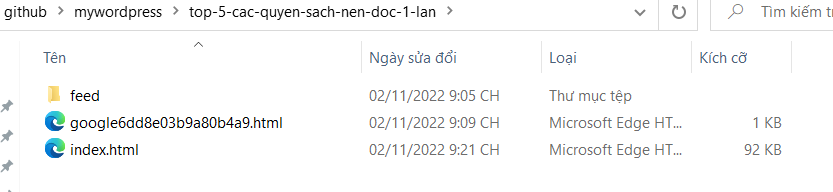 github › mywordpress › top-5-cac-quyen-sach-nen-doc-1-lan › Tìm kiếm tr
Tên Ngày sửa đổi Loại Kích cỡ
feed 02/11/2022 9:05 CH Thư mục tệp
google6dd8e03b9a80b4a9.html 02/11/2022 9:09 CH Microsoft Edge HT... 1 KB
index.html 02/11/2022 9:21 CH Microsoft Edge HT... 92 KB